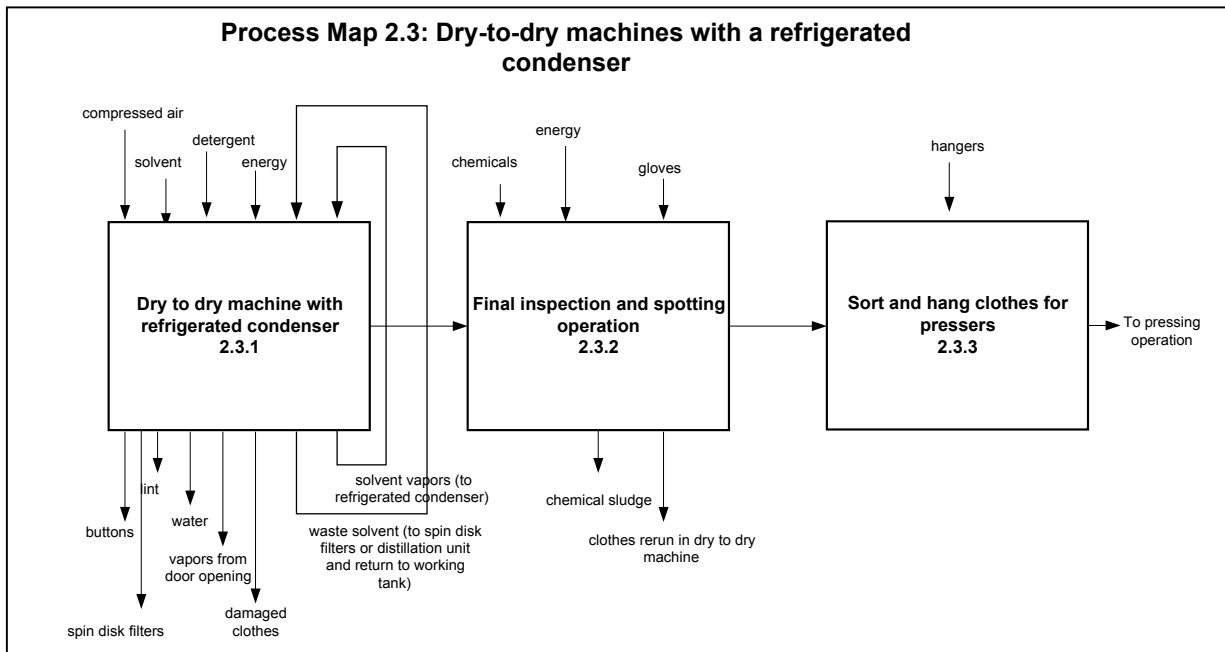 Process Map 2.3: Dry-to-dry machines with a refrigerated
condenser
compressed air
solvent
detergent
energy
chemicals
energy
gloves
hangers
Dry to dry machine with
refrigerated condenser
2.3.1
Final inspection and spotting
operation
2.3.2
Sort and hang clothes for
pressers
2.3.3
To pressing
operation
buttons
spin disk filters
lint
water
vapors from
door opening
damaged
clothes
solvent vapors (to
refrigerated condenser)
waste solvent (to spin disk
filters or distillation unit
and return to working
tank)
chemical sludge
clothes rerun in dry to dry
machine